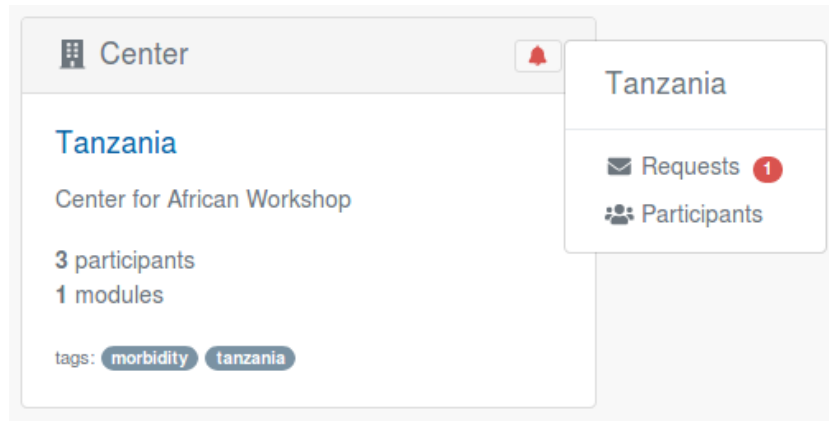 Center
Tanzania
Center for African Workshop
3 participants
1 modules
tags: morbidity tanzania
Tanzania
Requests 1
Participants